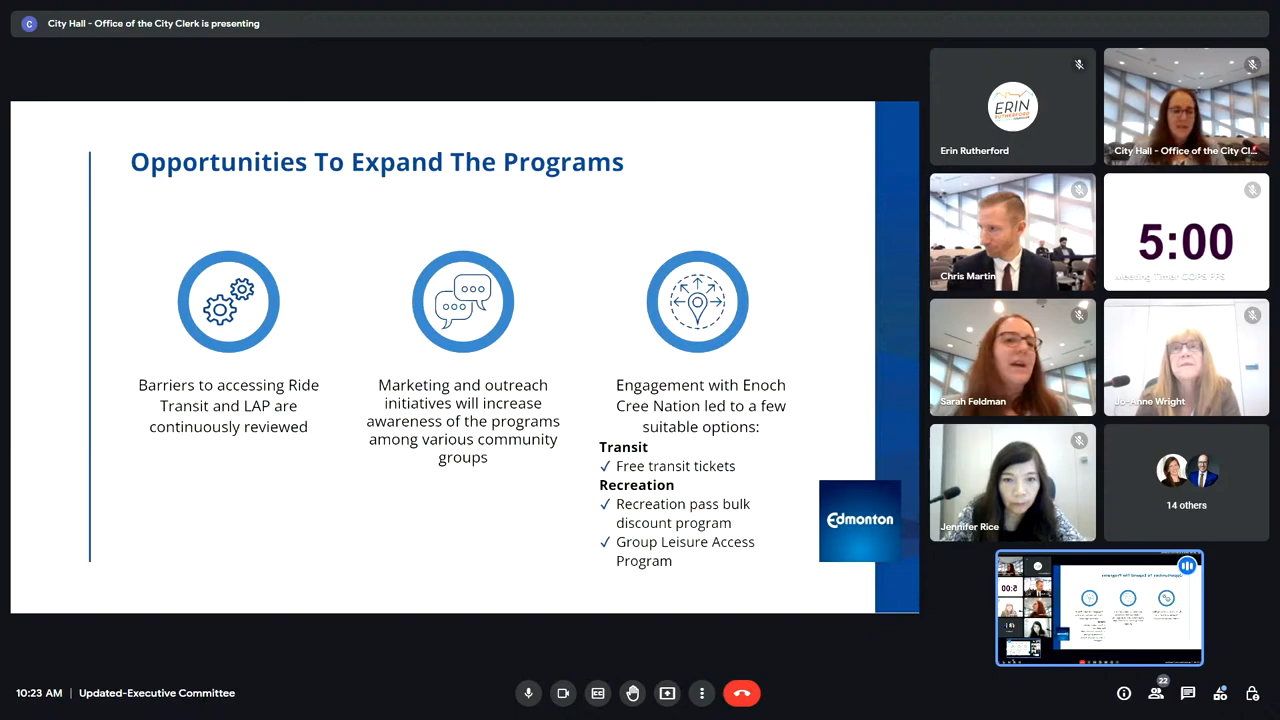 C
City Hall - Office of the City Clerk is presenting
Opportunities To Expand The Programs
Barriers to accessing Ride
Transit and LAP are
continuously reviewed
Marketing and outreach
initiatives will increase
awareness of the programs
among various community
groups
Engagement with Enoch
Cree Nation led to a few
suitable options:
Transit
✓ Free transit tickets
Recreation
✓ Recreation pass bulk
discount program
✓ Group Leisure Access
Program
Edmonton
ERIN
RUTHERFORD
Erin Rutherford
City Hall - Office of the City Cl...
Chris Martin
5:00
Meeting Timer COPS FPS
Sarah Feldman
Jo-Anne Wright
Jennifer Rice
14 others
10:23 AM | Updated-Executive Committee
22